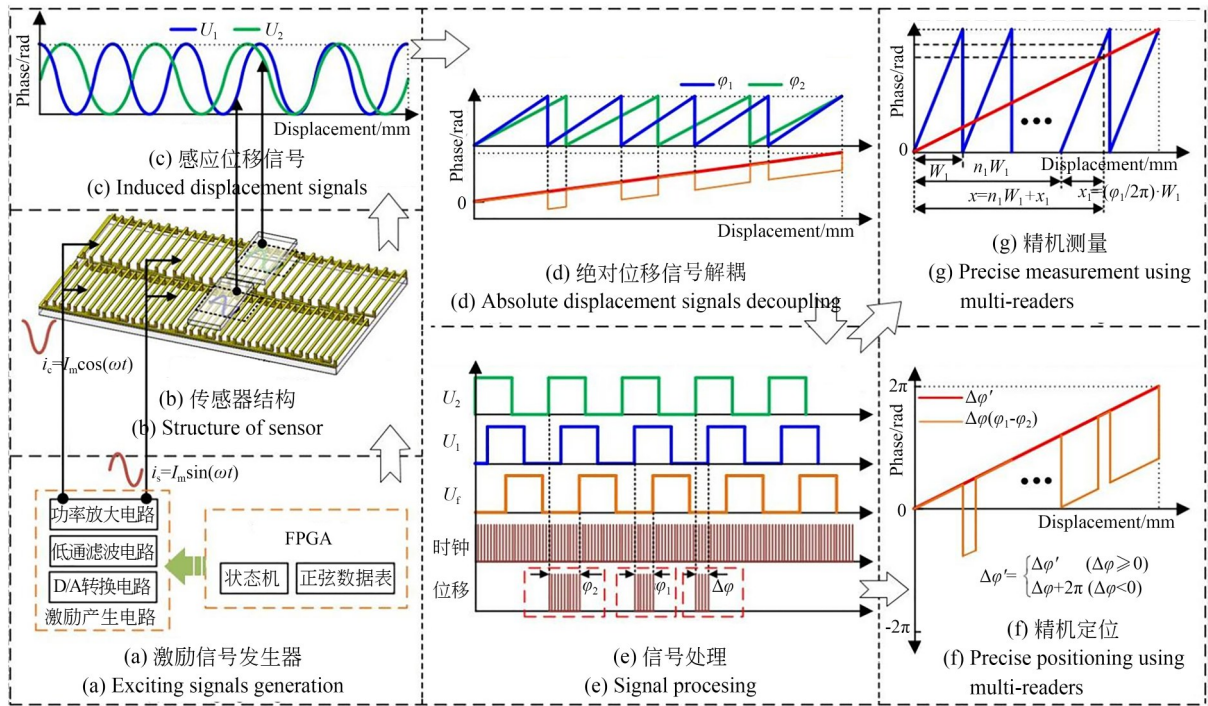 U1 U2
Phase/rad
Displacement/mm
(c) 感应位移信号
(c) Induced displacement signals
ic=Imcos(ωt)
(b) 传感器结构
(b) Structure of sensor
is=Imsin(ωt)
功率放大电路
低通滤波电路
D/A转换电路
激励产生电路
FPGA
状态机
正弦数据表
(a) 激励信号发生器
(a) Exciting signals generation
φ1 φ2
Phase/rad
0
Displacement/mm
(d) 绝对位移信号解耦
(d) Absolute displacement signals decoupling
U2
U1
Uf
时钟
位移
φ2
φ1
Δφ
(e) 信号处理
(e) Signal procesing
Phase/rad
0
Displacement/mm
W1
n1W1
x1=(φ1/2π)·W1
x=n1W1+x1
(g) 精机测量
(g) Precise measurement using
multi-readers
2π
Δφ′
Δφ(φ1-φ2)
Phase/rad
0
Displacement/mm
Δφ′= { Δφ′ (Δφ⩾0)
Δφ+2π (Δφ<0)
-2π
(f) 精机定位
(f) Precise positioning using
multi-readers